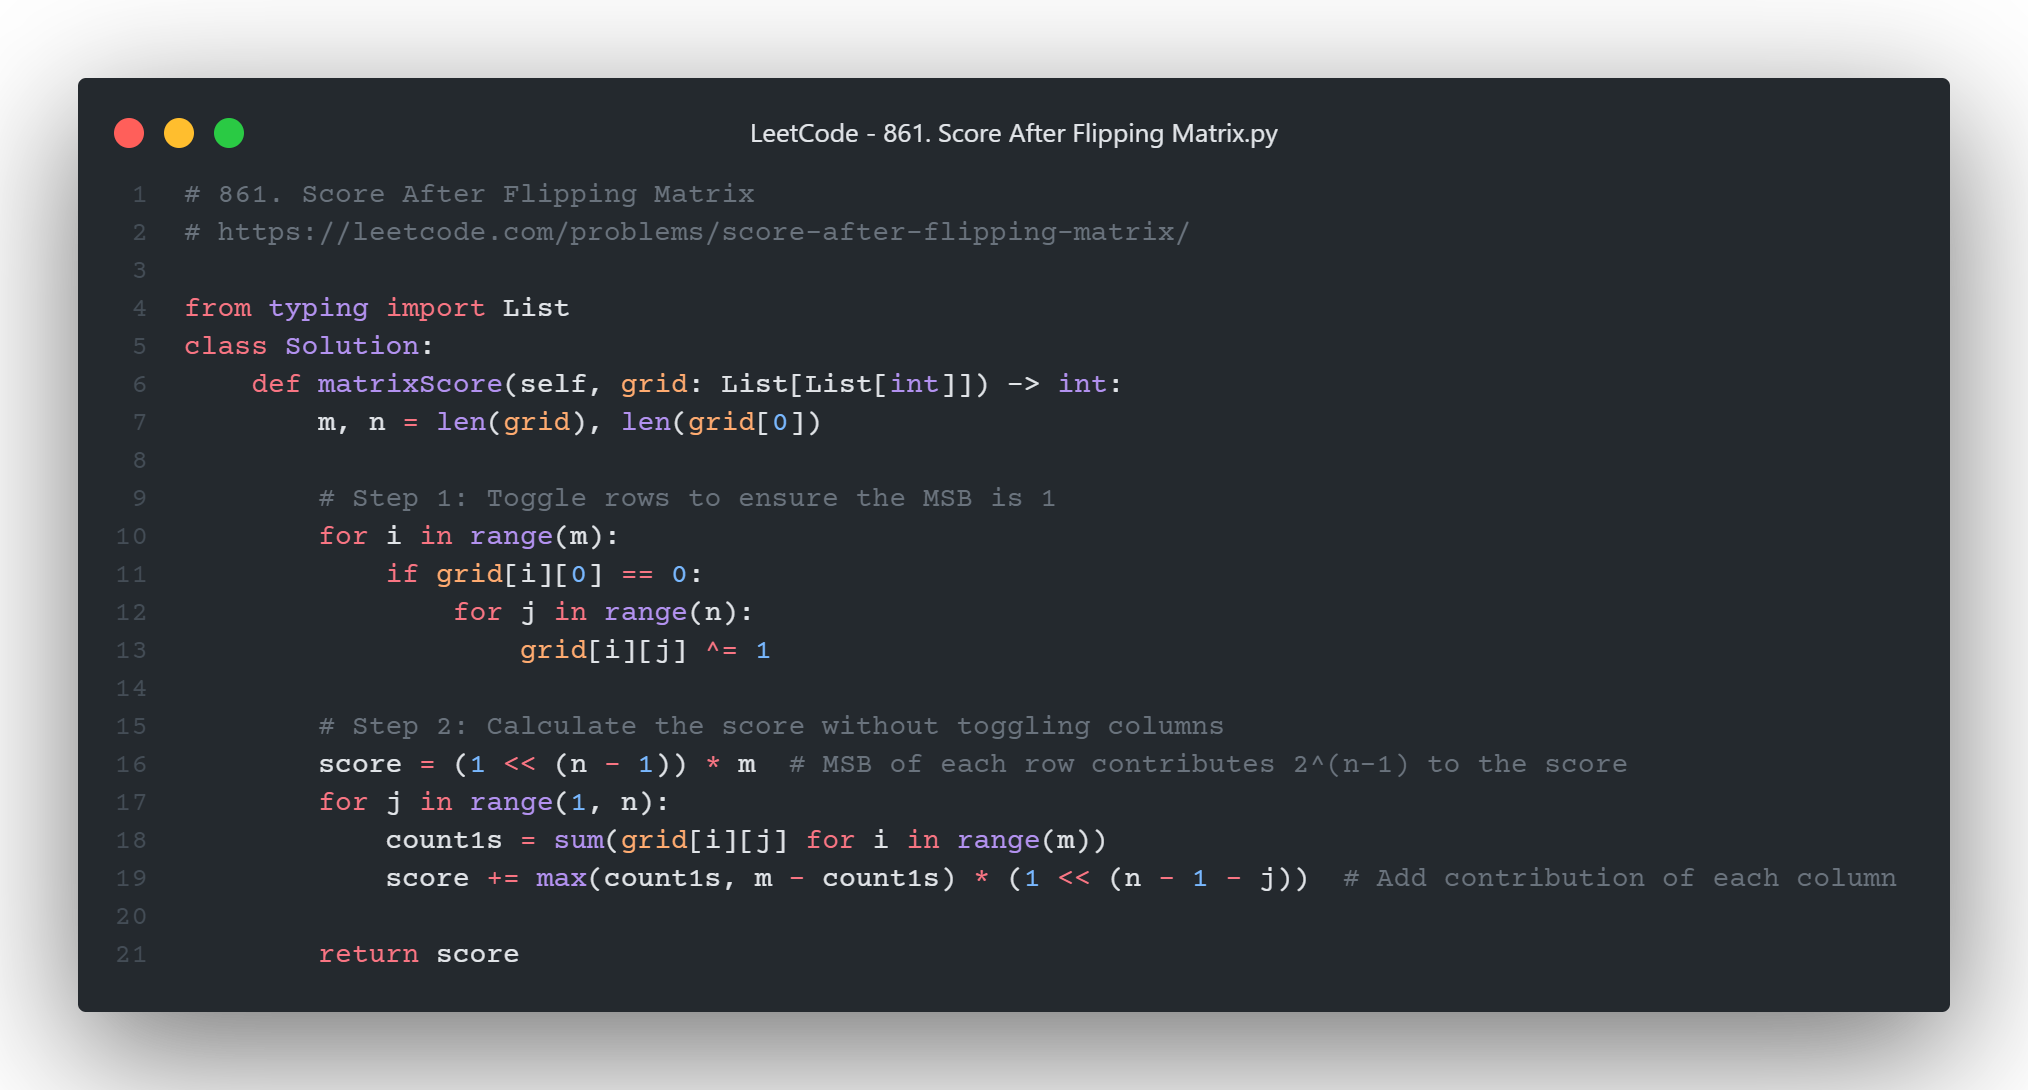 LeetCode - 861. Score After Flipping Matrix.py
1 # 861. Score After Flipping Matrix
2 # https://leetcode.com/problems/score-after-flipping-matrix/
3
4 from typing import List
5 class Solution:
6     def matrixScore(self, grid: List[List[int]]) -> int:
7         m, n = len(grid), len(grid[0])
8
9         # Step 1: Toggle rows to ensure the MSB is 1
10         for i in range(m):
11             if grid[i][0] == 0:
12                 for j in range(n):
13                     grid[i][j] ^= 1
14
15         # Step 2: Calculate the score without toggling columns
16         score = (1 << (n - 1)) * m  # MSB of each row contributes 2^(n-1) to the score
17         for j in range(1, n):
18             count1s = sum(grid[i][j] for i in range(m))
19             score += max(count1s, m - count1s) * (1 << (n - 1 - j))  # Add contribution of each column
20
21         return score